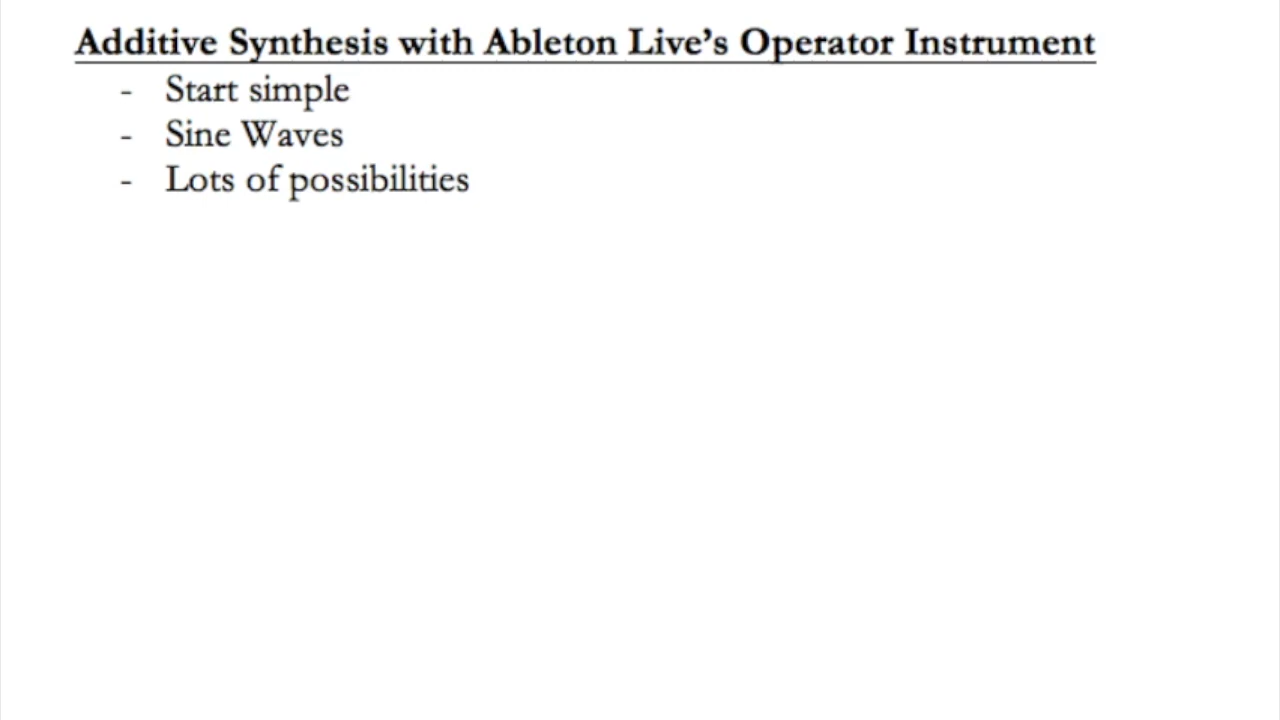 Additive Synthesis with Ableton Live’s Operator Instrument
- Start simple
- Sine Waves
- Lots of possibilities